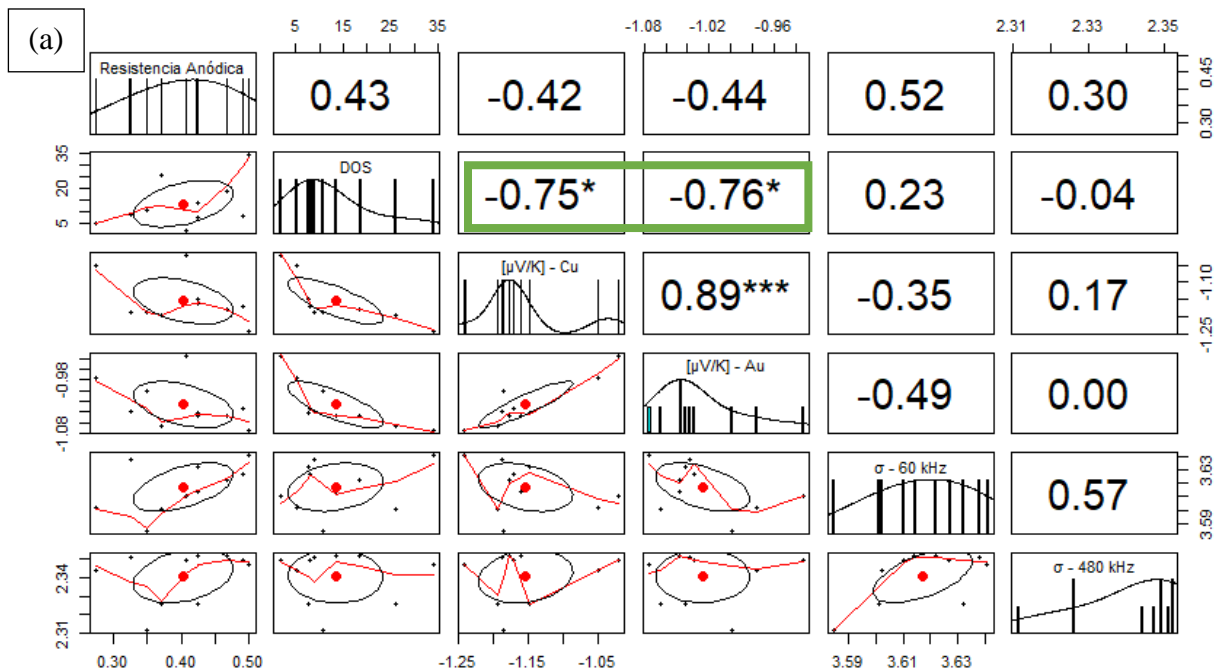 (a)
5 15 25 35
-1.08 -1.02 -0.96
2.31 2.33 2.35
Resistencia Anódica
0.43
-0.42
-0.44
0.52
0.30
0.30 0.45
5 15 25 35
DOS
-0.75*
-0.76*
0.23
-0.04
[µV/K] - Cu
0.89***
-0.35
0.17
-1.25 -1.10
-1.08 -0.98
[µV/K] - Au
-0.49
0.00
σ - 60 kHz
0.57
3.59 3.63
2.31 2.34
σ - 480 kHz
0.30 0.40 0.50
-1.25 -1.15 -1.05
3.59 3.61 3.63